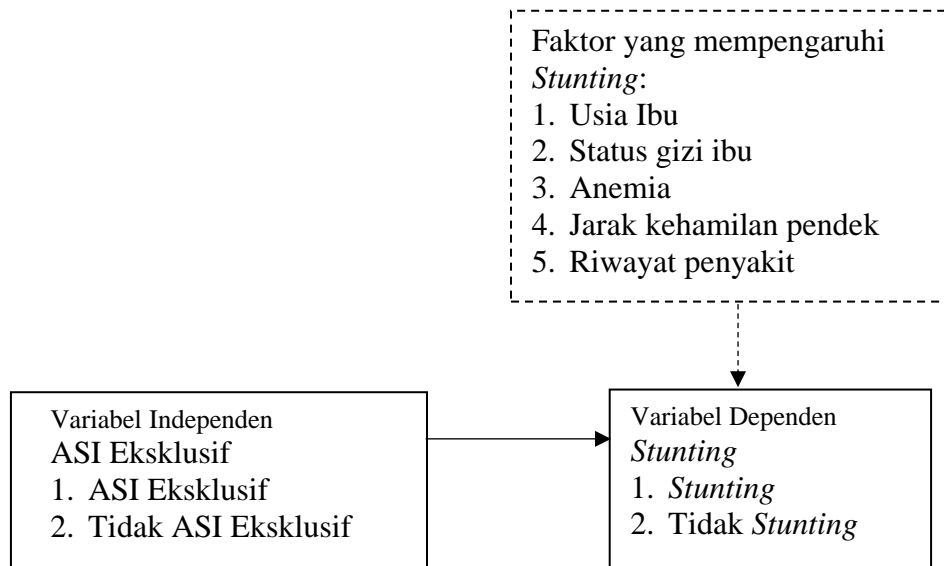 Faktor yang mempengaruhi
Stunting:
1. Usia Ibu
2. Status gizi ibu
3. Anemia
4. Jarak kehamilan pendek
5. Riwayat penyakit
Variabel Independen
ASI Eksklusif
1. ASI Eksklusif
2. Tidak ASI Eksklusif
Variabel Dependen
Stunting
1. Stunting
2. Tidak Stunting